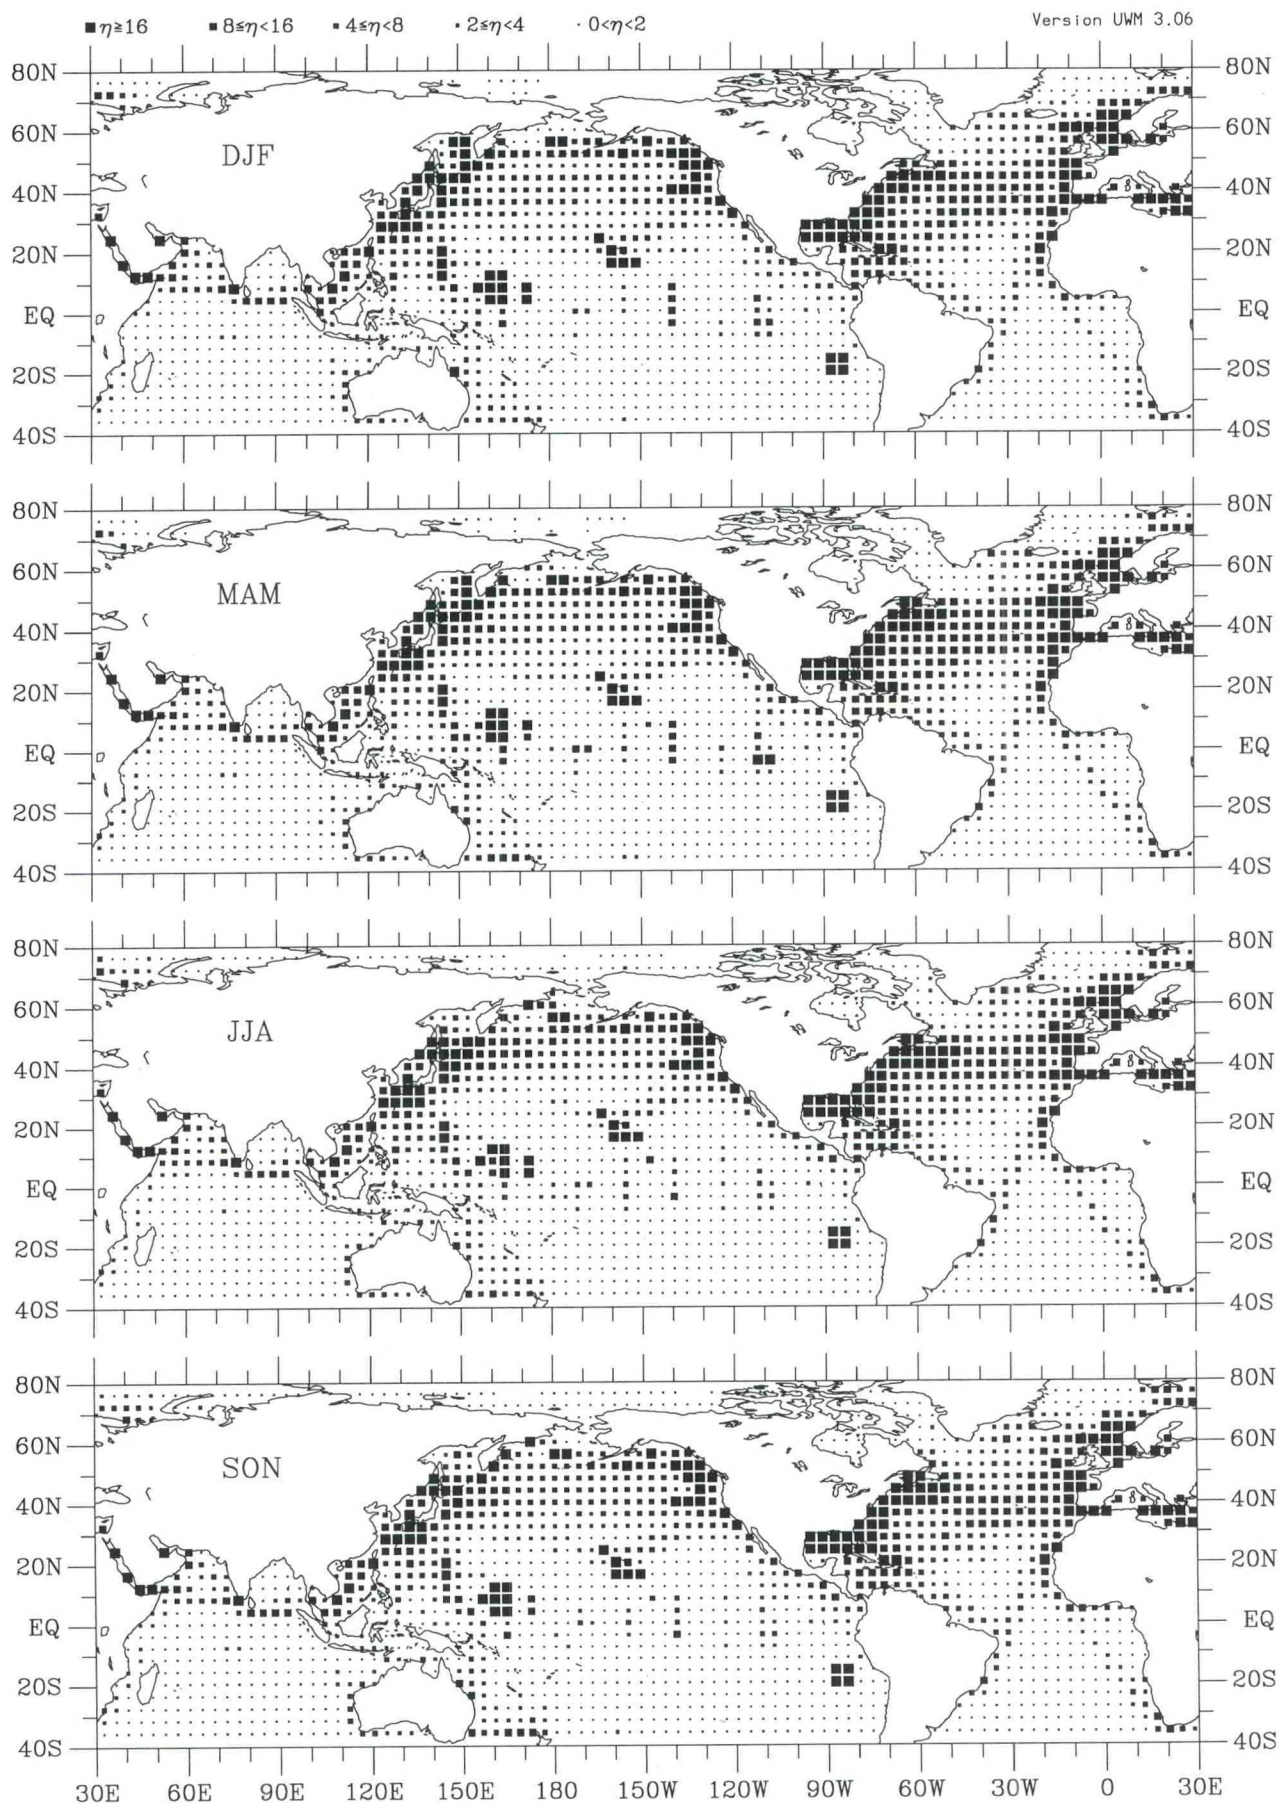 η≥16 8≤η<16 4≤η<8 2≤η<4 0<η<2 Version UWM 3.06
80N 80N
60N 60N
DJF
40N 40N
20N 20N
EQ EQ
20S 20S
40S 40S
80N 80N
60N 60N
MAM
40N 40N
20N 20N
EQ EQ
20S 20S
40S 40S
80N 80N
60N 60N
JJA
40N 40N
20N 20N
EQ EQ
20S 20S
40S 40S
80N 80N
60N 60N
SON
40N 40N
20N 20N
EQ EQ
20S 20S
40S 40S
30E 60E 90E 120E 150E 180 150W 120W 90W 60W 30W 0 30E